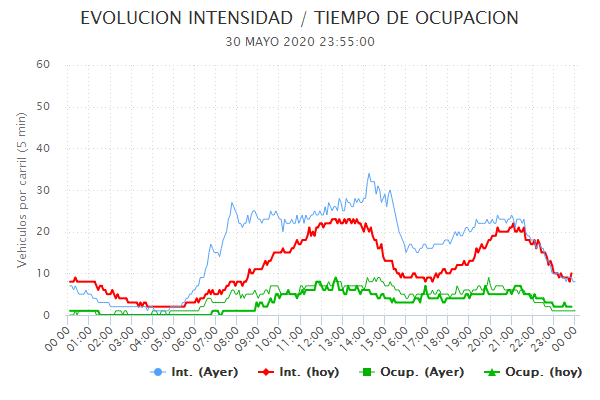 EVOLUCION INTENSIDAD / TIEMPO DE OCUPACION
30 MAYO 2020 23:55:00
Vehiculos por carril (5 min)
60
50
40
30
20
10
0
00:00 01:00 02:00 03:00 04:00 05:00 06:00 07:00 08:00 09:00 10:00 11:00 12:00 13:00 14:00 15:00 16:00 17:00 18:00 19:00 20:00 21:00 22:00 23:00 00:00
Int. (Ayer) Int. (hoy) Ocup. (Ayer) Ocup. (hoy)